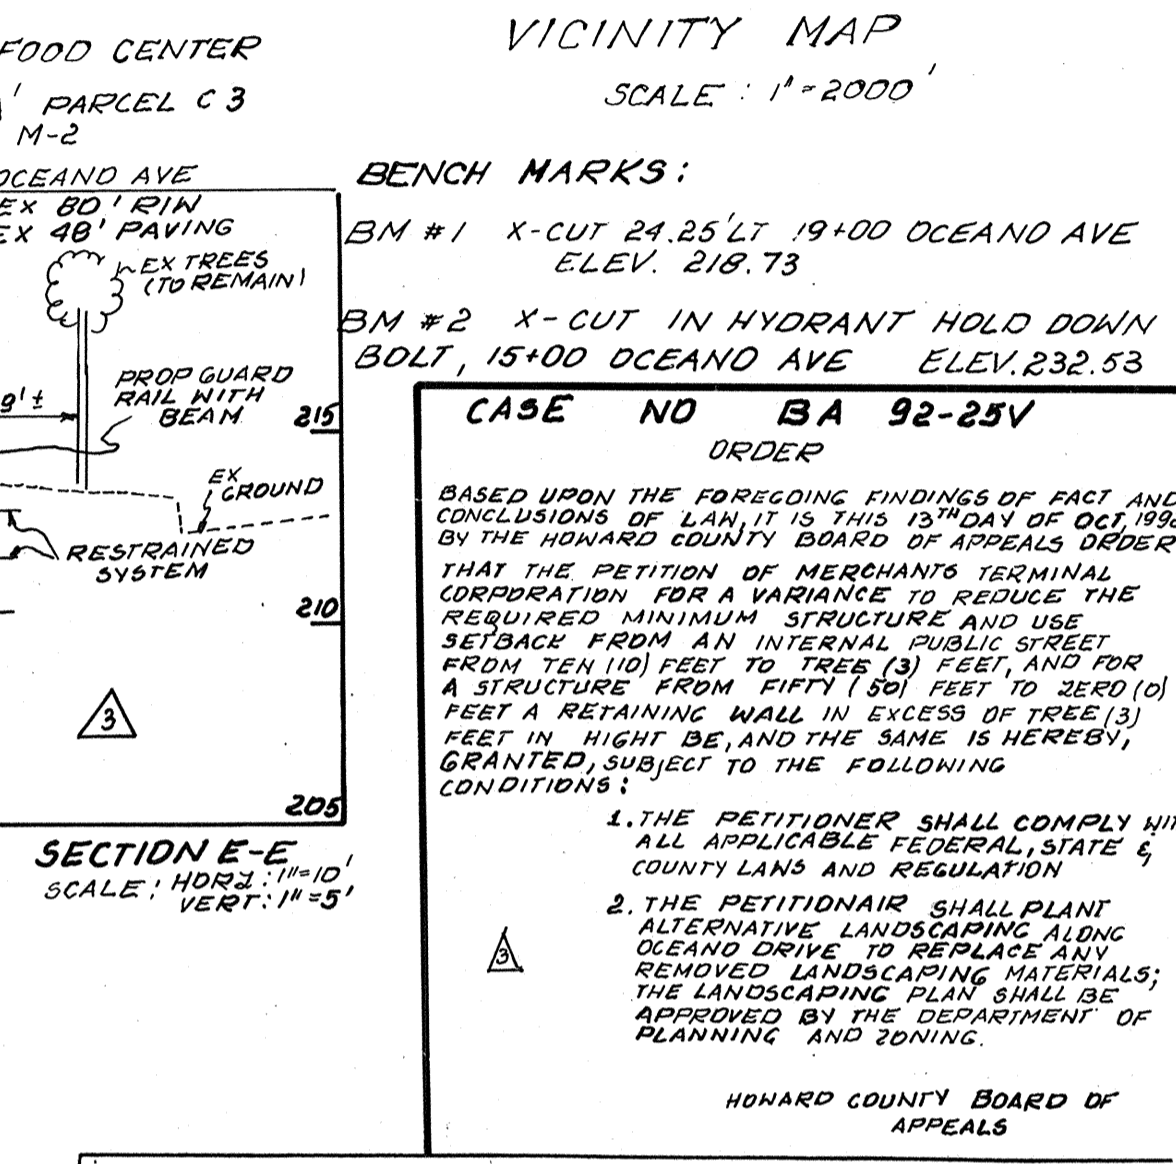 FOOD CENTER
' PARCEL C 3
M-2
OCEANO AVE
EX 80' R/W
EX 48' PAVING
EX TREES
(TO REMAIN)
PROP GUARD
RAIL WITH
BEAM
9'±
215
EX
GROUND
RESTRAINED
SYSTEM
210
3
205
SECTION E-E
SCALE: HORZ: 1"=10'
VERT: 1"=5'
VICINITY MAP
SCALE: 1"=2000'
BENCH MARKS:
BM #1 X-CUT 24.25'LT 19+00 OCEANO AVE
ELEV. 218.73
BM #2 X-CUT IN HYDRANT HOLD DOWN
BOLT, 15+00 OCEANO AVE ELEV. 232.53
CASE NO BA 92-25V
ORDER
BASED UPON THE FOREGOING FINDINGS OF FACT AND
CONCLUSIONS OF LAW, IT IS THIS 13TH DAY OF OCT, 199
BY THE HOWARD COUNTY BOARD OF APPEALS ORDER
THAT THE PETITION OF MERCHANTS TERMINAL
CORPORATION FOR A VARIANCE TO REDUCE THE
REQUIRED MINIMUM STRUCTURE AND USE
SETBACK FROM AN INTERNAL PUBLIC STREET
FROM TEN (10) FEET TO TREE (3) FEET, AND FOR
A STRUCTURE FROM FIFTY (50) FEET TO ZERO (0)
FEET A RETAINING WALL IN EXCESS OF TREE (3)
FEET IN HIGHT BE, AND THE SAME IS HEREBY,
GRANTED, SUBJECT TO THE FOLLOWING
CONDITIONS:
1. THE PETITIONER SHALL COMPLY WIT
ALL APPLICABLE FEDERAL, STATE &
COUNTY LAWS AND REGULATION
2. THE PETITIONAIR SHALL PLANT
ALTERNATIVE LANDSCAPING ALONG
OCEANO DRIVE TO REPLACE ANY
REMOVED LANDSCAPING MATERIALS;
THE LANDSCAPING PLAN SHALL BE
APPROVED BY THE DEPARTMENT OF
PLANNING AND ZONING.
3
HOWARD COUNTY BOARD OF
APPEALS